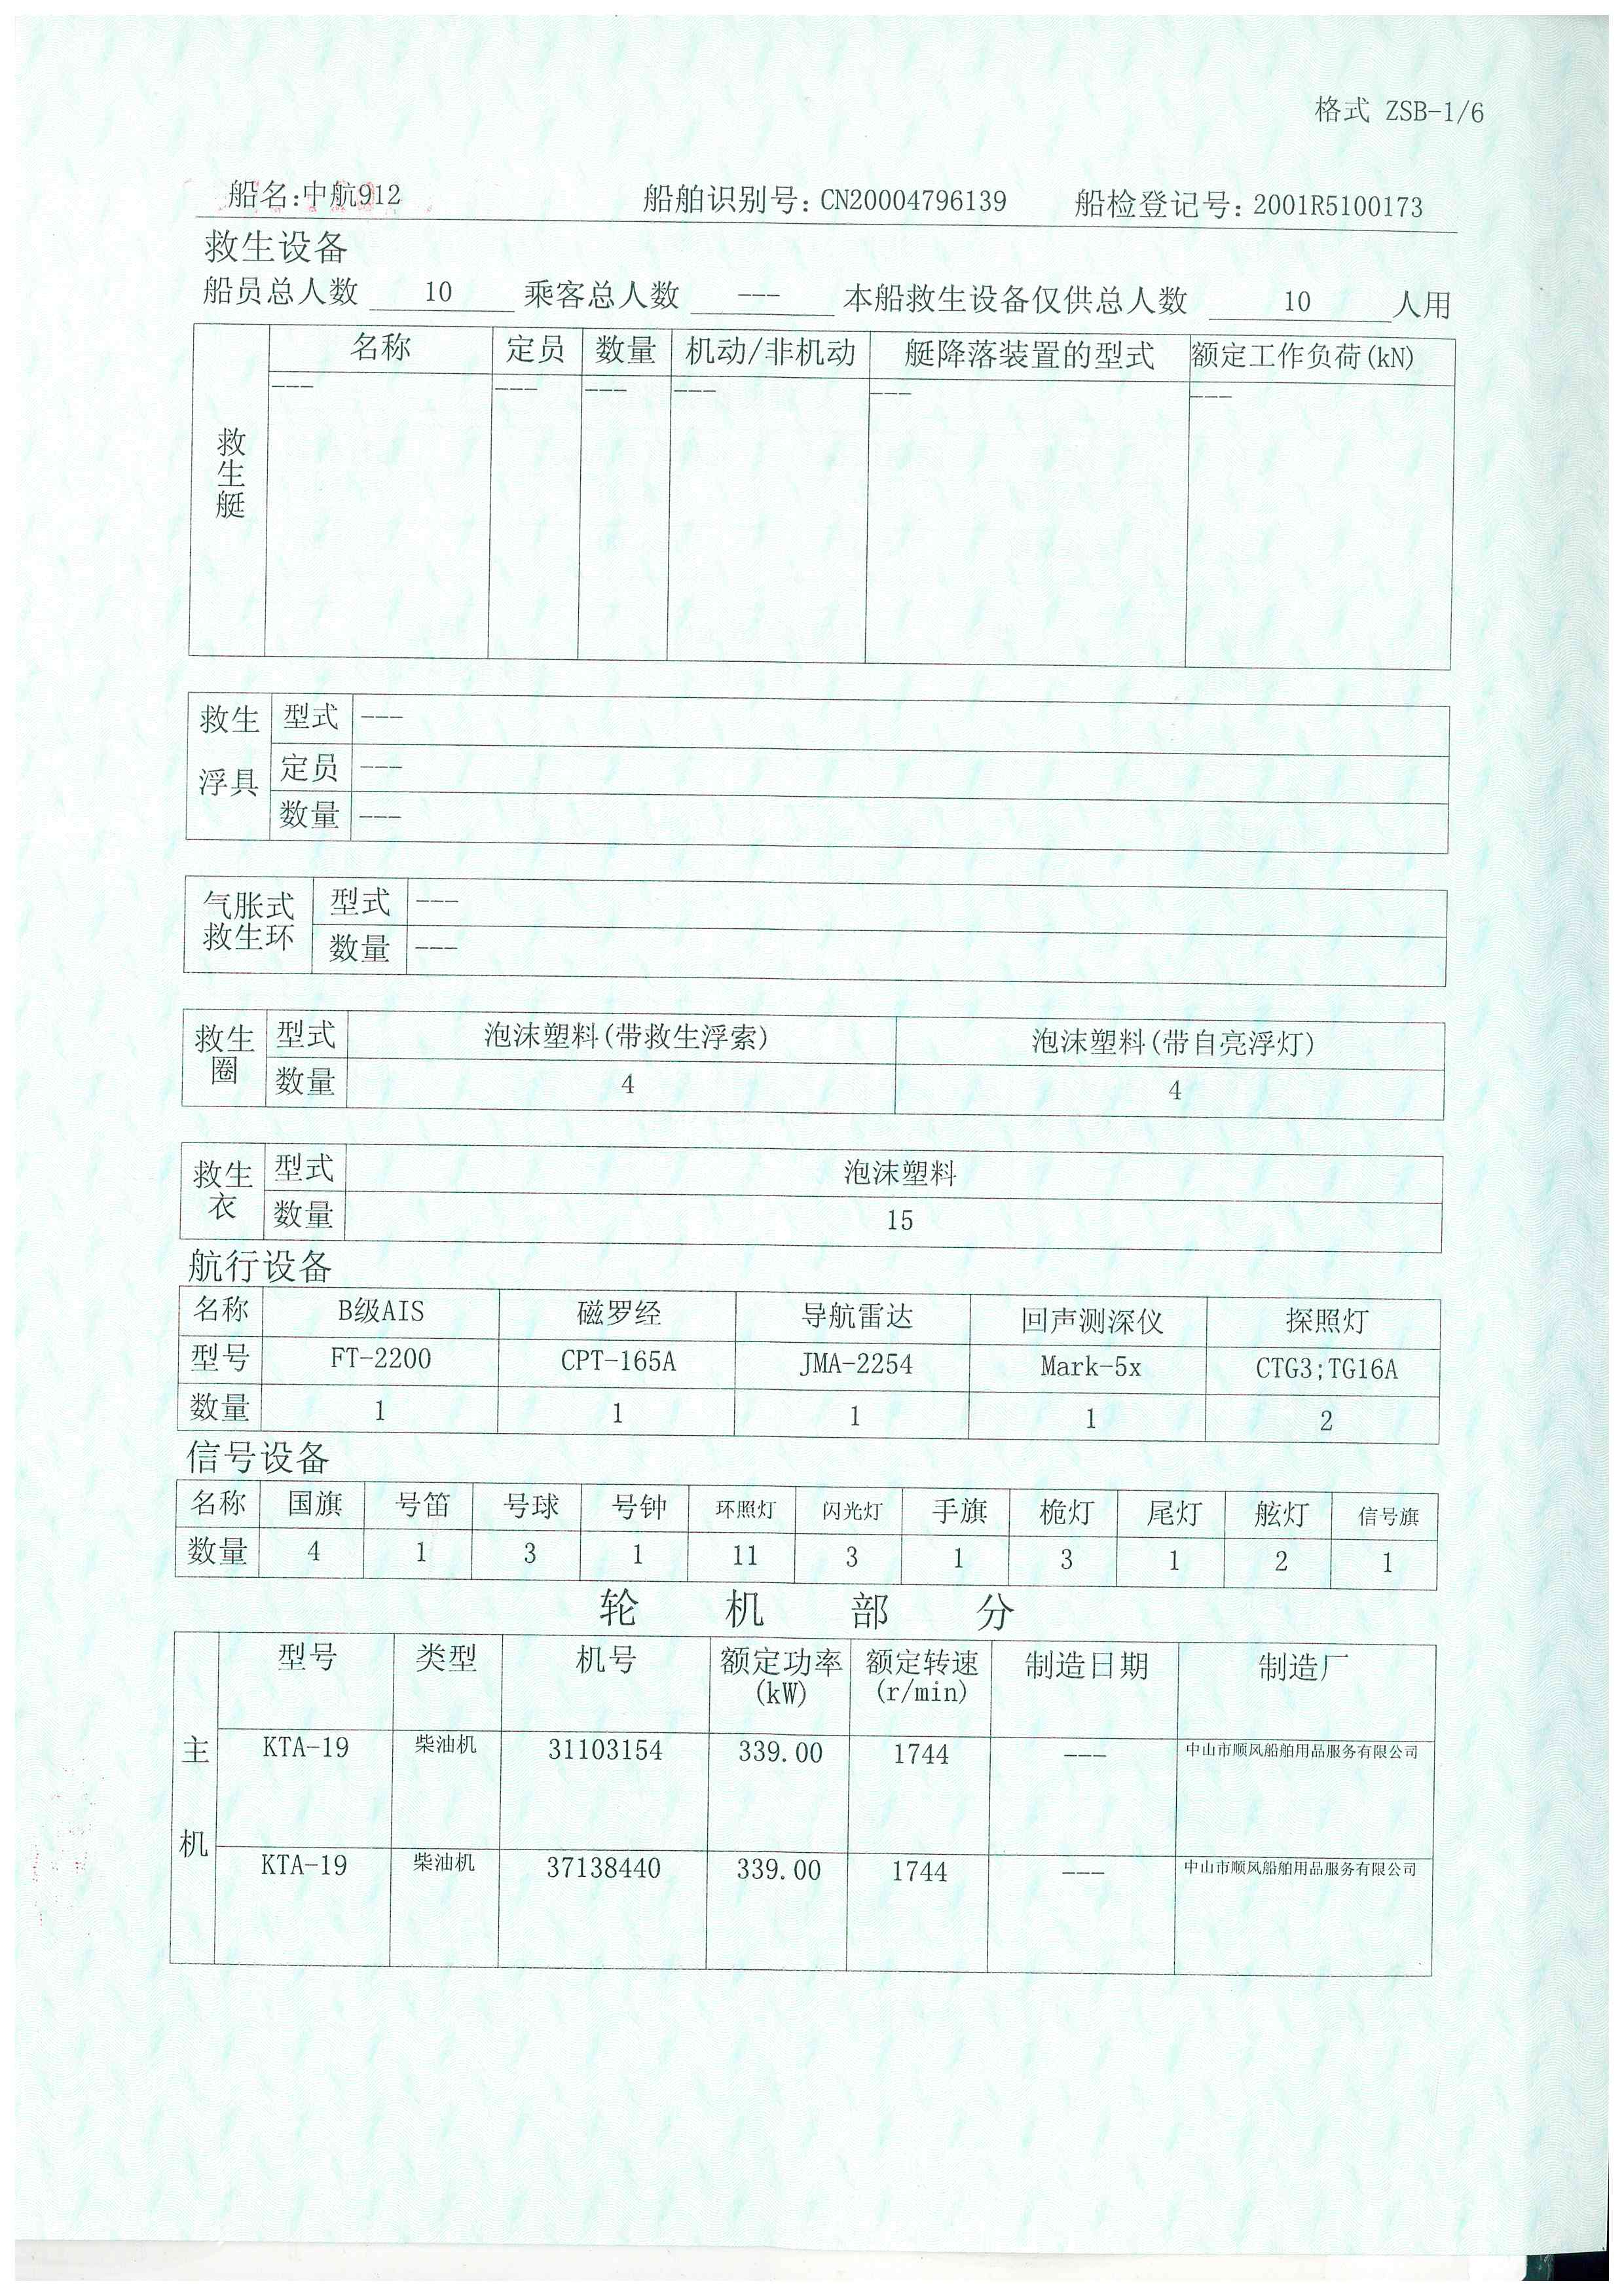 格式 ZSB-1/6
船名:中航912 船舶识别号:CN20004796139 船检登记号:2001R5100173
救生设备
船员总人数 10 乘客总人数 --- 本船救生设备仅供总人数 10 人用
救生艇
名称 定员 数量 机动/非机动 艇降落装置的型式 额定工作负荷(kN)
--- --- --- --- --- ---
救生浮具
型式 ---
定员 ---
数量 ---
气胀式救生环
型式 ---
数量 ---
救生圈
型式 泡沫塑料(带救生浮索) 泡沫塑料(带自亮浮灯)
数量 4 4
救生衣
型式 泡沫塑料
数量 15
航行设备
名称 B级AIS 磁罗经 导航雷达 回声测深仪 探照灯
型号 FT-2200 CPT-165A JMA-2254 Mark-5x CTG3;TG16A
数量 1 1 1 1 2
信号设备
名称 国旗 号笛 号球 号钟 环照灯 闪光灯 手旗 桅灯 尾灯 舷灯 信号旗
数量 4 1 3 1 11 3 1 3 1 2 1
轮机部分
主机
型号 类型 机号 额定功率(kW) 额定转速(r/min) 制造日期 制造厂
KTA-19 柴油机 31103154 339.00 1744 --- 中山市顺风船舶用品服务有限公司
KTA-19 柴油机 37138440 339.00 1744 --- 中山市顺风船舶用品服务有限公司